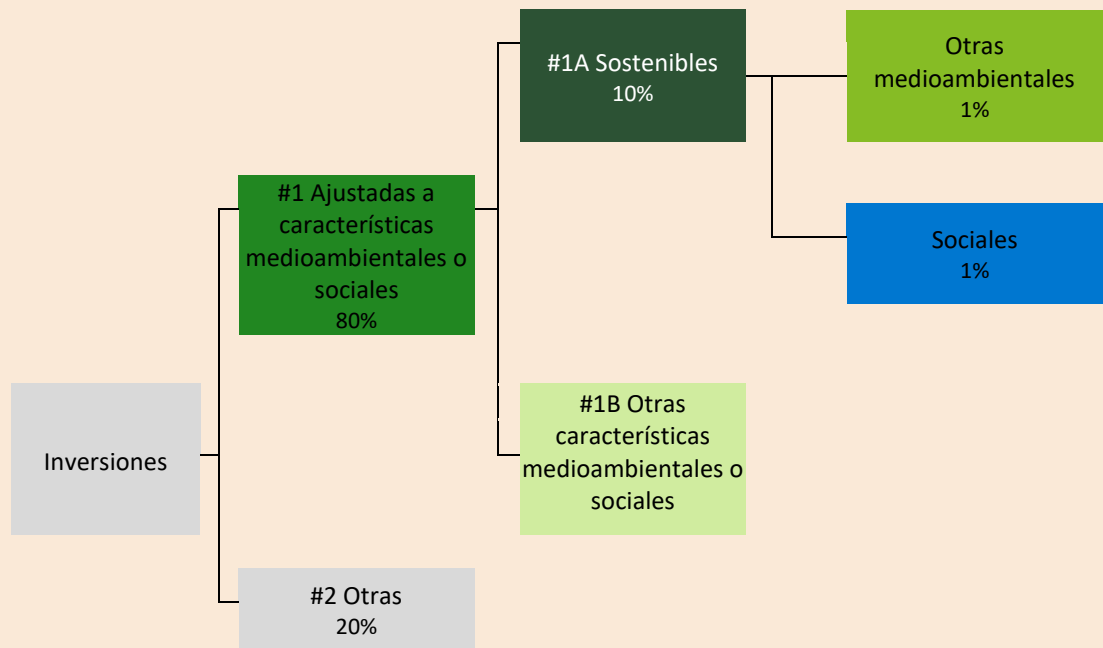 #1A Sostenibles
10%
Otras
medioambientales
1%
#1 Ajustadas a
características
medioambientales o
sociales
80%
Sociales
1%
Inversiones
#1B Otras
características
medioambientales o
sociales
#2 Otras
20%